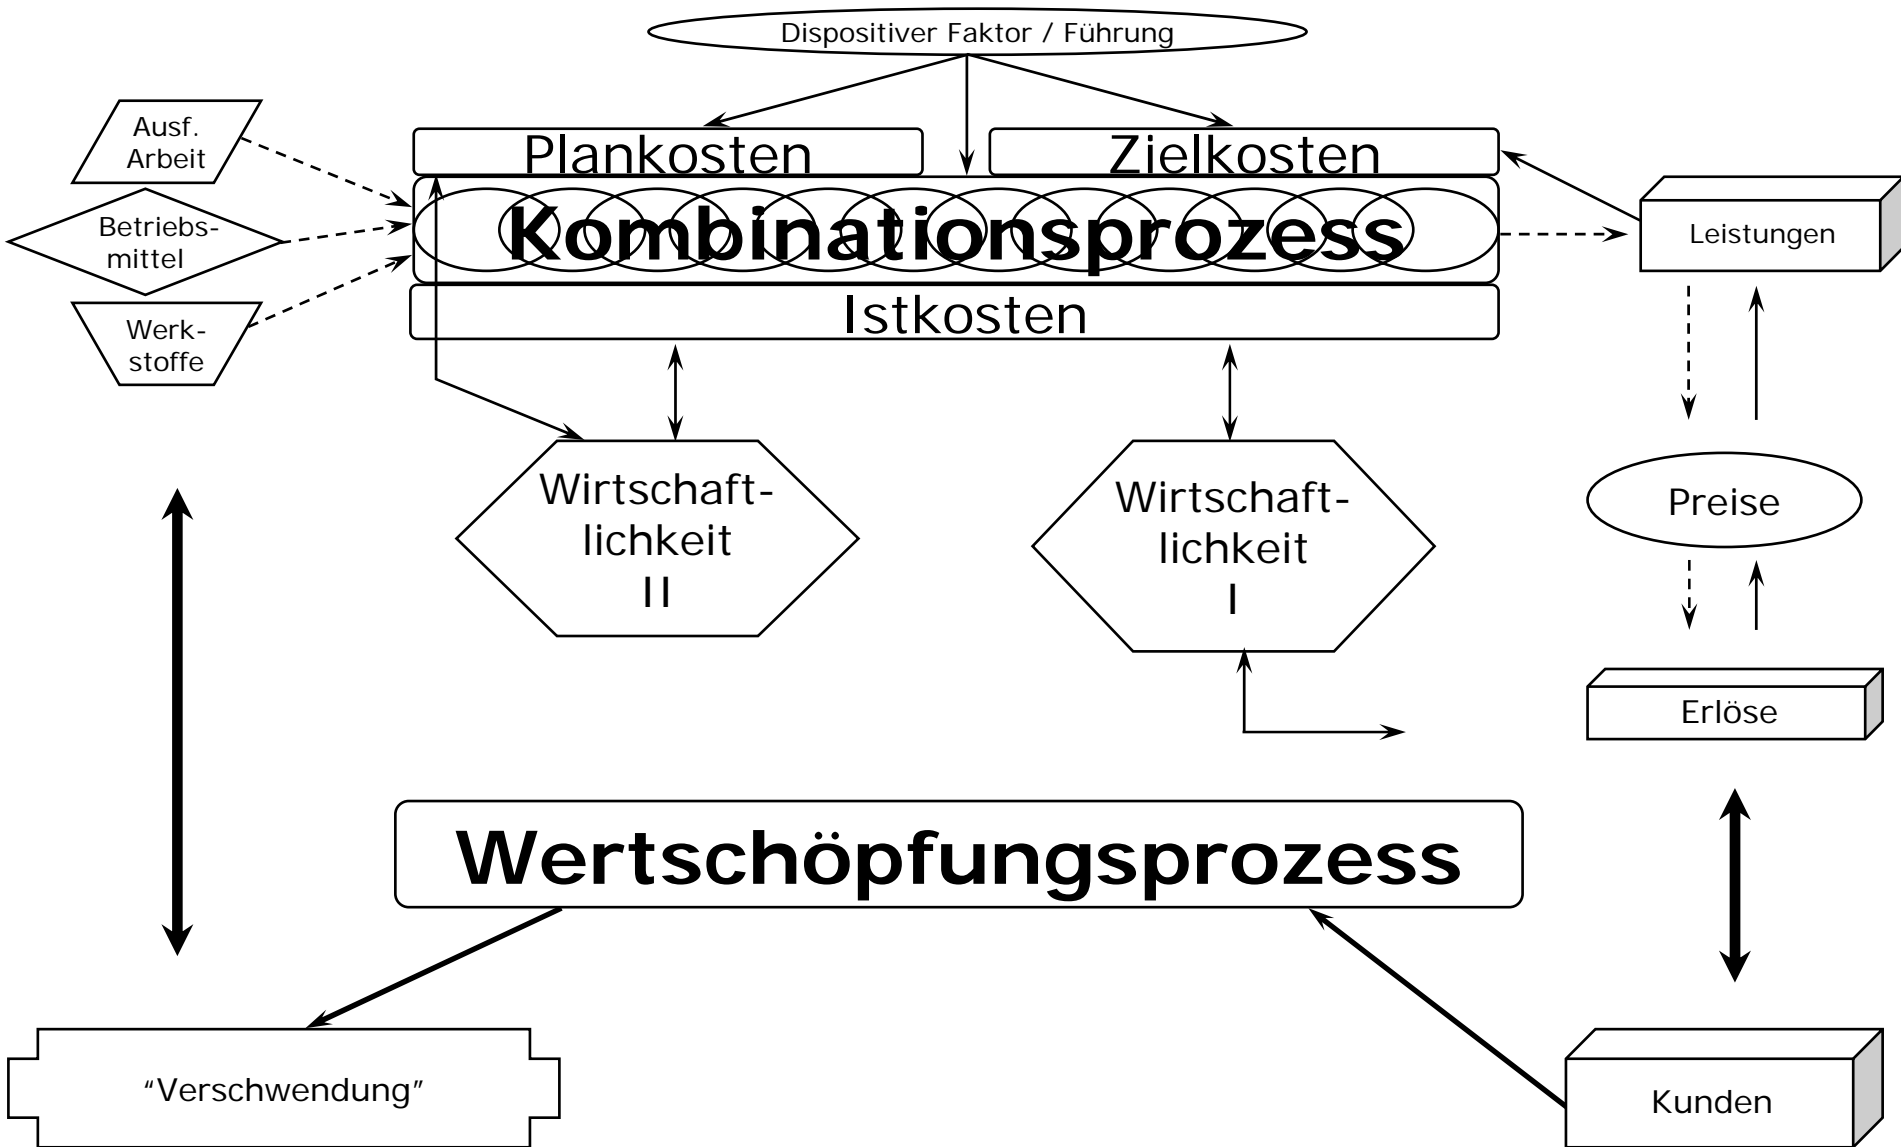 Dispositiver Faktor / Führung
Ausf.
Arbeit
Plankosten
Zielkosten
Betriebs-
mittel
Kombinationsprozess
Leistungen
Istkosten
Werk-
stoffe
Wirtschaft-
lichkeit
II
Wirtschaft-
lichkeit
I
Preise
Erlöse
Wertschöpfungsprozess
“Verschwendung”
Kunden